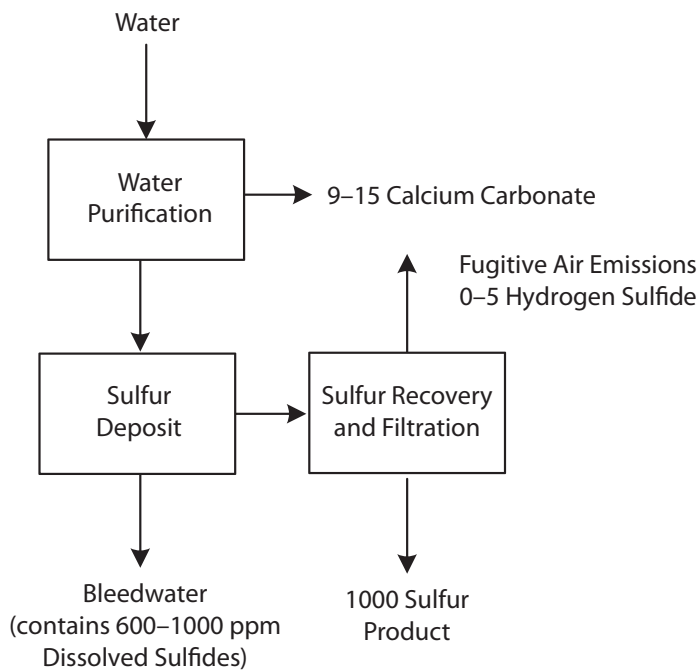 Water
Water
Purification
9–15 Calcium Carbonate
Fugitive Air Emissions
0–5 Hydrogen Sulfide
Sulfur
Deposit
Sulfur Recovery
and Filtration
Bleedwater
(contains 600–1000 ppm
Dissolved Sulfides)
1000 Sulfur
Product